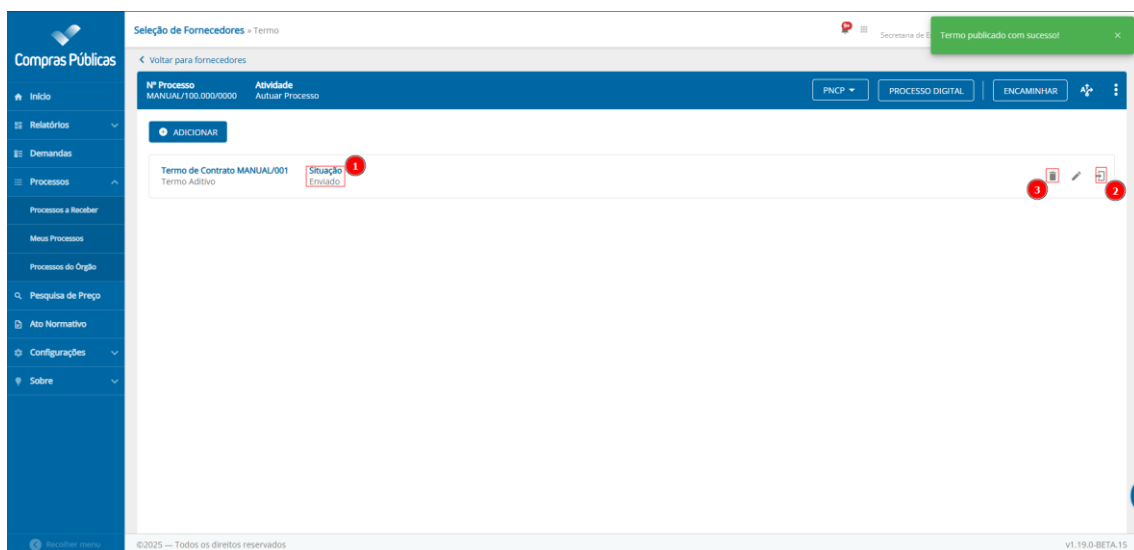 Seleção de Fornecedores » Termo
9+
Secretaria de E
Termo publicado com sucesso! ×
Compras Públicas
Voltar para fornecedores
Nº Processo
MANUAL/100.000/0000
Atividade
Autuar Processo
PNCP
PROCESSO DIGITAL
ENCAMINHAR
Início
Relatórios
Demandas
Processos
Processos a Receber
Meus Processos
Processos do Órgão
Pesquisa de Preço
Ato Normativo
Configurações
Sobre
Recolher menu
ADICIONAR
Termo de Contrato MANUAL/001
Termo Aditivo
Situação
Enviado
1
3
2
©2025 — Todos os direitos reservados
v1.19.0-BETA.15